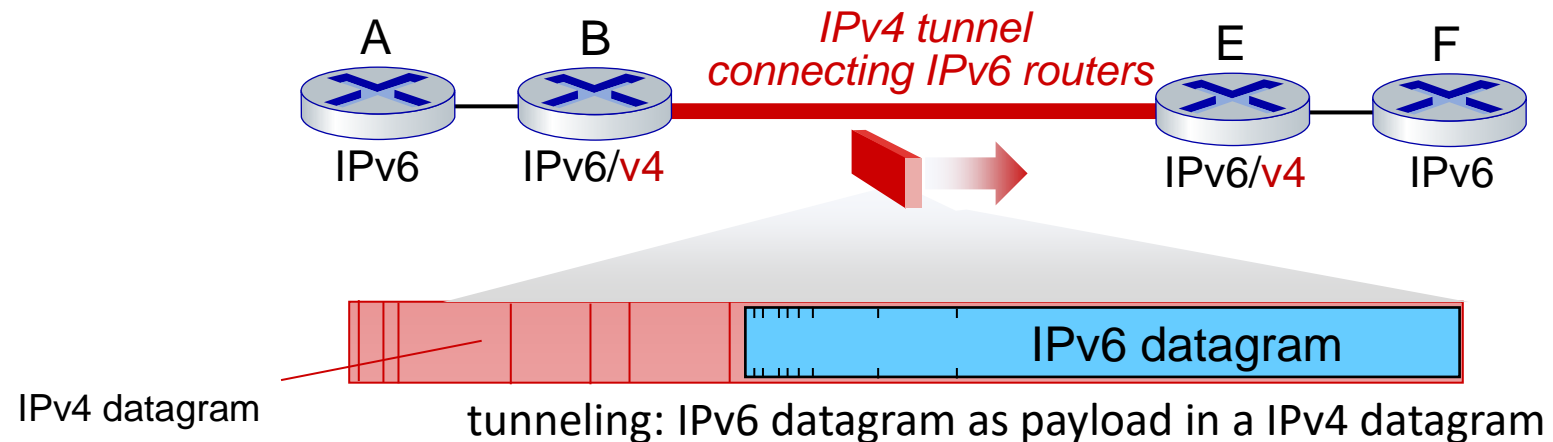 A
B
IPv4 tunnel
connecting IPv6 routers
E
F
IPv6
IPv6/v4
IPv6/v4
IPv6
IPv6 datagram
IPv4 datagram
tunneling: IPv6 datagram as payload in a IPv4 datagram